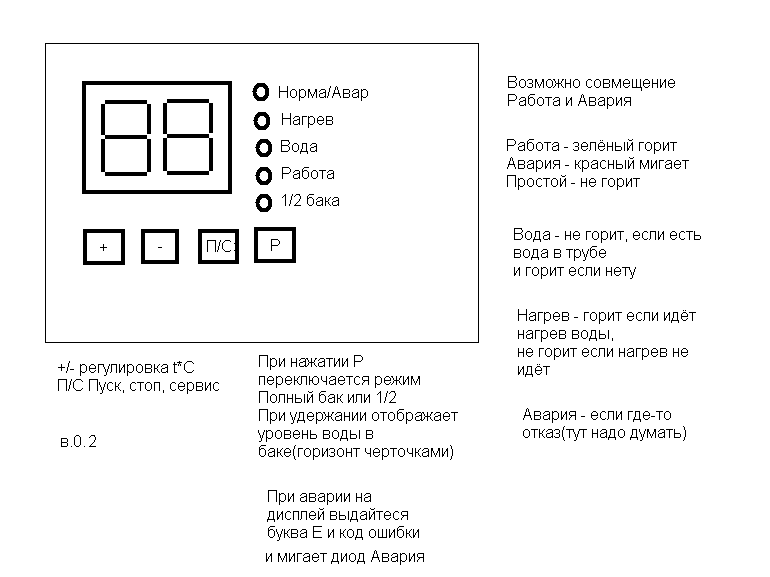 Норма/Авар
Нагрев
Вода
Работа
1/2 бака
+
-
П/С
Р
Возможно совмещение
Работа и Авария
Работа - зелёный горит
Авария - красный мигает
Простой - не горит
Вода - не горит, если есть
вода в трубе
и горит если нету
Нагрев - горит если идёт
нагрев воды,
не горит если нагрев не
идёт
Авария - если где-то
отказ(тут надо думать)
+/- регулировка t*C
П/С Пуск, стоп, сервис
в.0.2
При нажатии Р
переключается режим
Полный бак или 1/2
При удержании отображает
уровень воды в
баке(горизонт черточками)
При аварии на
дисплей выдайтеся
буква Е и код ошибки
и мигает диод Авария